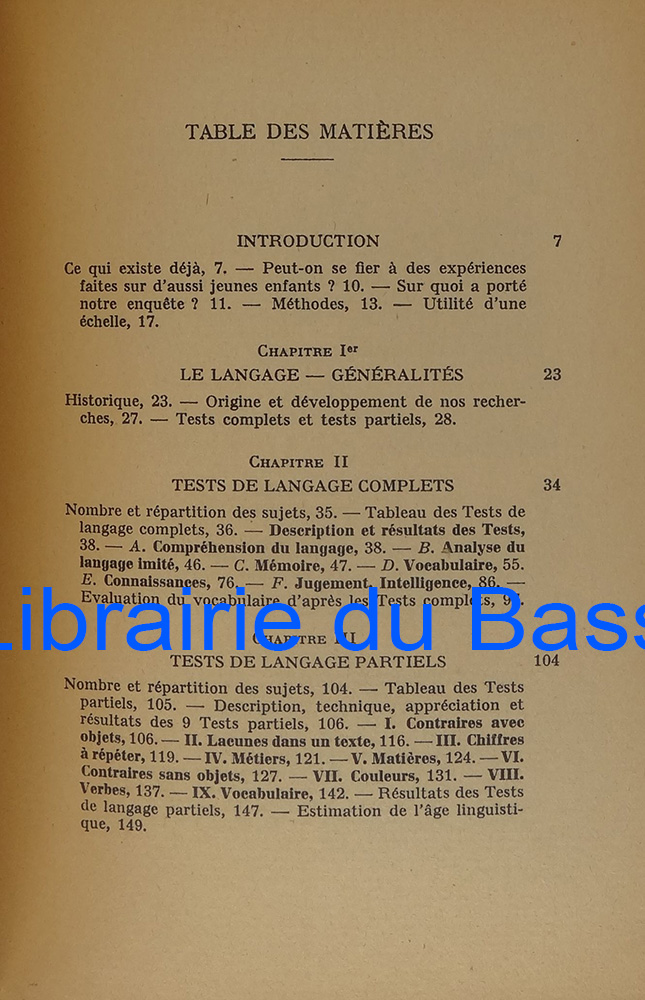 TABLE DES MATIÈRES
INTRODUCTION 7
Ce qui existe déjà, 7. — Peut-on se fier à des expériences
faites sur d'aussi jeunes enfants ? 10. — Sur quoi a porté
notre enquête ? 11. — Méthodes, 13. — Utilité d'une
échelle, 17.
CHAPITRE Ier
LE LANGAGE — GÉNÉRALITÉS 23
Historique, 23. — Origine et développement de nos recher-
ches, 27. — Tests complets et tests partiels, 28.
CHAPITRE II
TESTS DE LANGAGE COMPLETS 34
Nombre et répartition des sujets, 35. — Tableau des Tests de
langage complets, 36. — Description et résultats des Tests,
38. — A. Compréhension du langage, 38. — B. Analyse du
langage imité, 46. — C. Mémoire, 47. — D. Vocabulaire, 55.
E. Connaissances, 76. — F. Jugement, Intelligence, 86. —
Evaluation du vocabulaire d'après les Tests complets,
Librairie du Bass
CHAPITRE III
TESTS DE LANGAGE PARTIELS 104
Nombre et répartition des sujets, 104. — Tableau des Tests
partiels, 105. — Description, technique, appréciation et
résultats des 9 Tests partiels, 106. — I. Contraires avec
objets, 106. — II. Lacunes dans un texte, 116. — III. Chiffres
à répéter, 119. — IV. Métiers, 121. — V. Matières, 124. — VI.
Contraires sans objets, 127. — VII. Couleurs, 131. — VIII.
Verbes, 137. — IX. Vocabulaire, 142. — Résultats des Tests
de langage partiels, 147. — Estimation de l'âge linguisti-
que, 149.